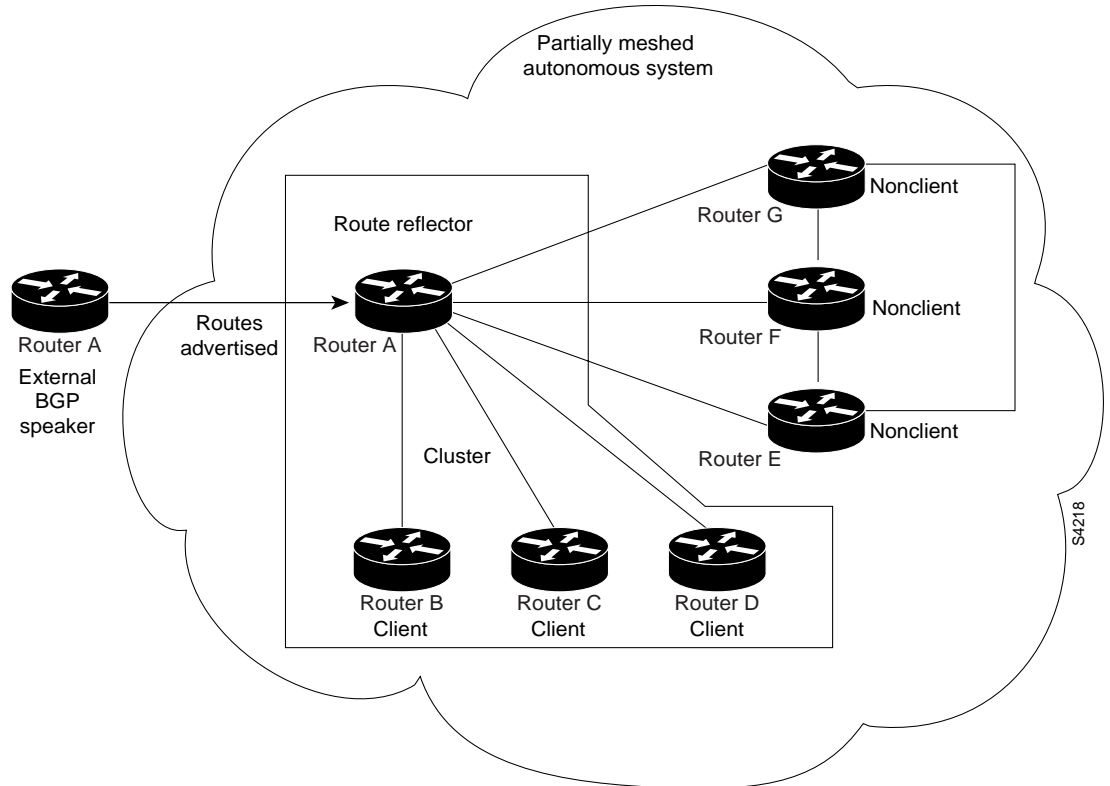 Partially meshed
autonomous system
Nonclient
Router G
Route reflector
Nonclient
Routes
advertised
Router A
Router A
Router F
External
BGP
speaker
Nonclient
Router E
Cluster
S4218
Router B
Client
Router C
Client
Router D
Client